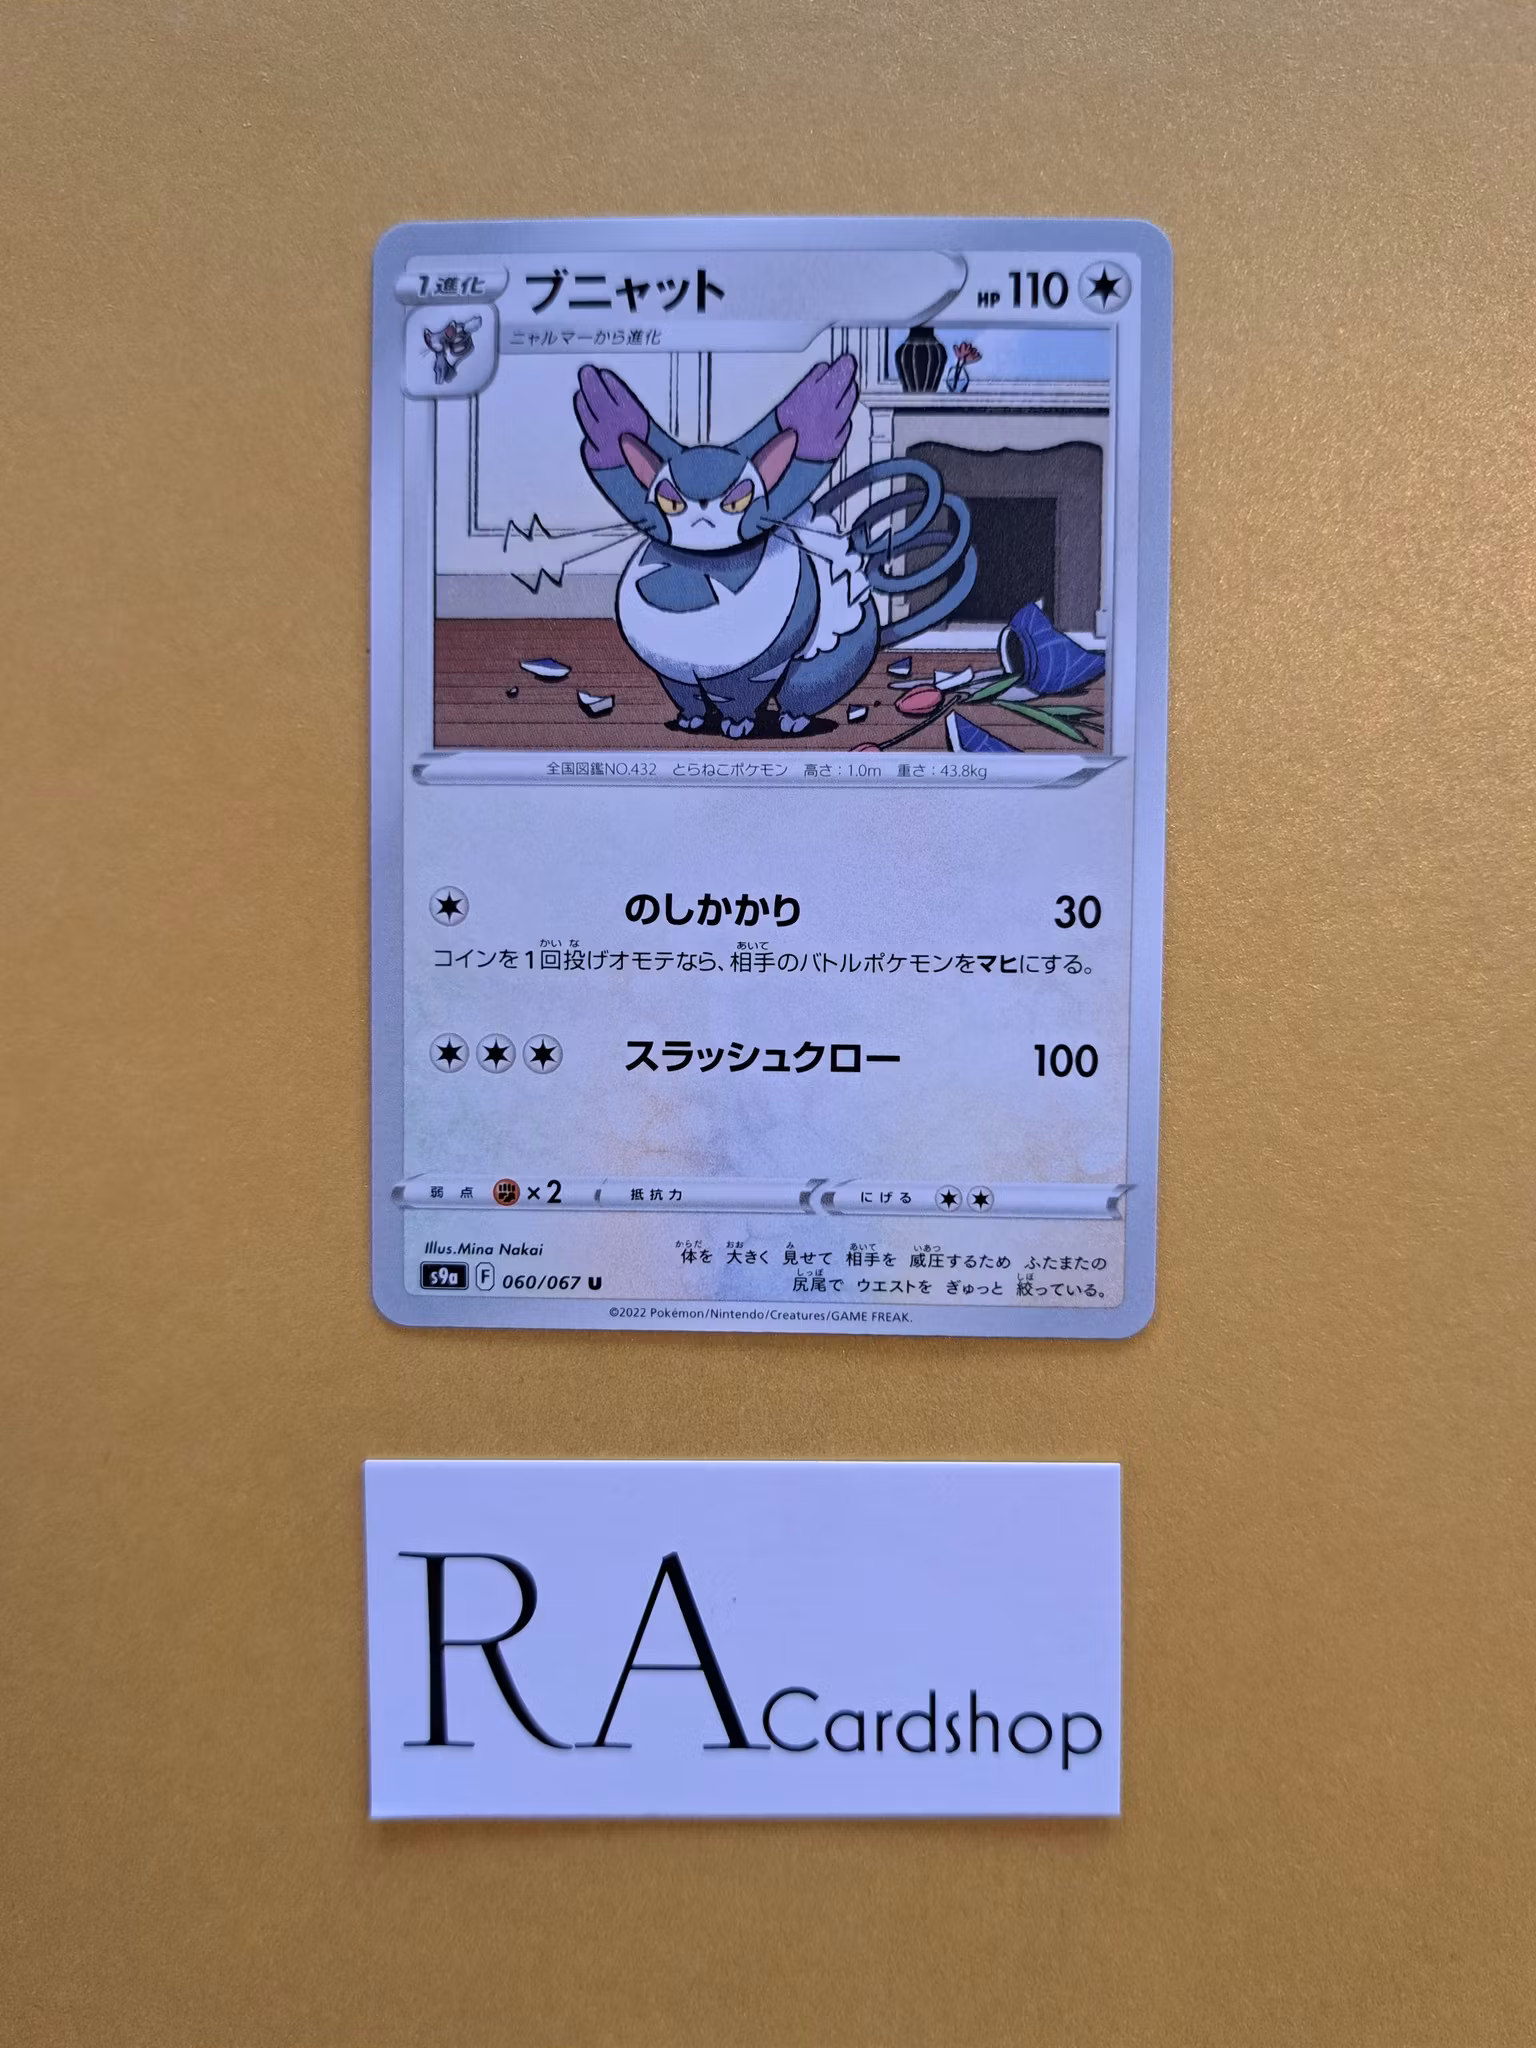 1進化
ブニャット
HP 110
ニャルマーから進化
全国図鑑NO.432 とらねこポケモン 高さ：1.0m 重さ：43.8kg
のしかかり 30
コインを1回投げオモテなら、相手のバトルポケモンをマヒにする。
スラッシュクロー 100
弱点 ×2 抵抗力 にげる
Illus.Mina Nakai
s9a F 060/067 U
体を 大きく 見せて 相手を 威圧するため ふたまたの
尻尾で ウエストを ぎゅっと 絞っている。
©2022 Pokémon/Nintendo/Creatures/GAME FREAK.
RA Cardshop